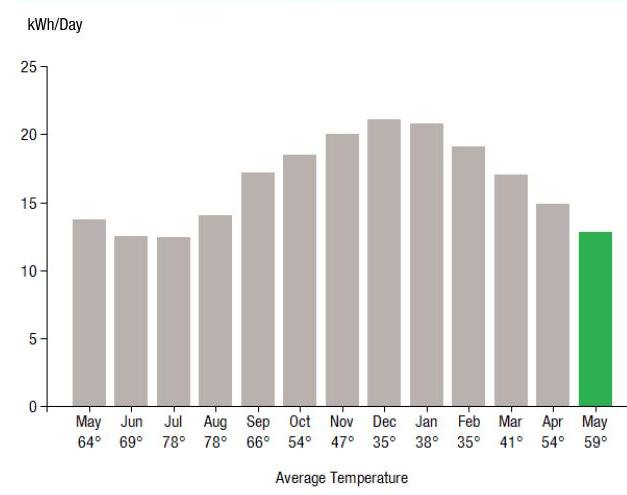 kWh/Day
25
20
15
10
5
0
May Jun Jul Aug Sep Oct Nov Dec Jan Feb Mar Apr May
64° 69° 78° 78° 66° 54° 47° 35° 38° 35° 41° 54° 59°
Average Temperature